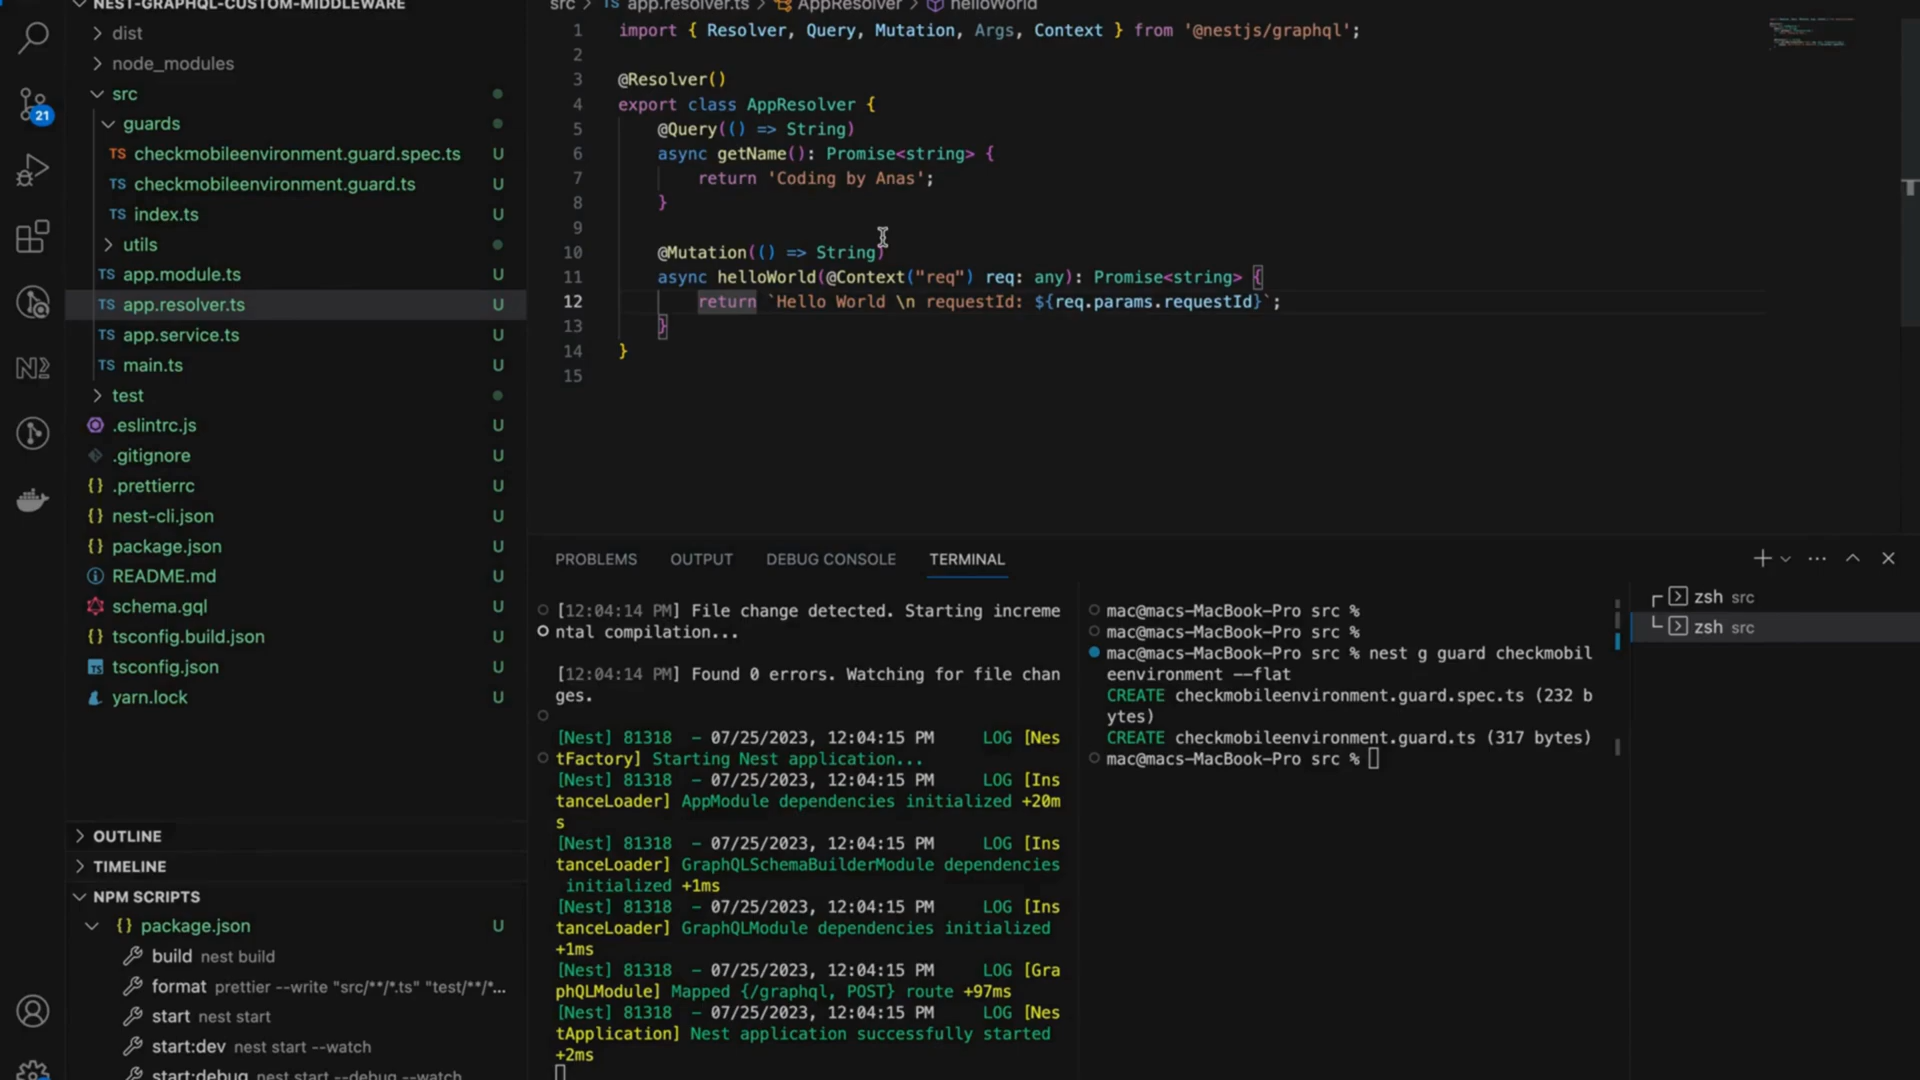 NEST-GRAPHQL-CUSTOM-MIDDLEWARE
dist
node_modules
src
guards
checkmobileenvironment.guard.spec.ts U
checkmobileenvironment.guard.ts U
index.ts U
utils
app.module.ts U
app.resolver.ts U
app.service.ts U
main.ts U
test
.eslintrc.js U
.gitignore U
.prettierrc U
nest-cli.json U
package.json U
README.md U
schema.gql U
tsconfig.build.json U
tsconfig.json U
yarn.lock U
OUTLINE
TIMELINE
NPM SCRIPTS
package.json U
build nest build
format prettier --write "src/**/*.ts" "test/**/*...
start nest start
start:dev nest start --watch
start:debug nest start --debug --watch
21
src > TS app.resolver.ts > AppResolver > helloWorld
1 import { Resolver, Query, Mutation, Args, Context } from '@nestjs/graphql';
2
3 @Resolver()
4 export class AppResolver {
5 @Query(() => String)
6 async getName(): Promise<string> {
7 return 'Coding by Anas';
8 }
9
10 @Mutation(() => String)
11 async helloWorld(@Context("req") req: any): Promise<string> {
12 return `Hello World \n requestId: ${req.params.requestId}`;
13 }
14 }
15
PROBLEMS OUTPUT DEBUG CONSOLE TERMINAL
[12:04:14 PM] File change detected. Starting increme
ntal compilation...
[12:04:14 PM] Found 0 errors. Watching for file chan
ges.
[Nest] 81318 - 07/25/2023, 12:04:15 PM LOG [Nes
tFactory] Starting Nest application...
[Nest] 81318 - 07/25/2023, 12:04:15 PM LOG [Ins
tanceLoader] AppModule dependencies initialized +20m
s
[Nest] 81318 - 07/25/2023, 12:04:15 PM LOG [Ins
tanceLoader] GraphQLSchemaBuilderModule dependencies
initialized +1ms
[Nest] 81318 - 07/25/2023, 12:04:15 PM LOG [Ins
tanceLoader] GraphQLModule dependencies initialized
+1ms
[Nest] 81318 - 07/25/2023, 12:04:15 PM LOG [Gra
phQLModule] Mapped {/graphql, POST} route +97ms
[Nest] 81318 - 07/25/2023, 12:04:15 PM LOG [Nes
tApplication] Nest application successfully started
+2ms
mac@macs-MacBook-Pro src %
mac@macs-MacBook-Pro src %
mac@macs-MacBook-Pro src % nest g guard checkmobil
eenvironment --flat
CREATE checkmobileenvironment.guard.spec.ts (232 b
ytes)
CREATE checkmobileenvironment.guard.ts (317 bytes)
mac@macs-MacBook-Pro src %
zsh src
zsh src